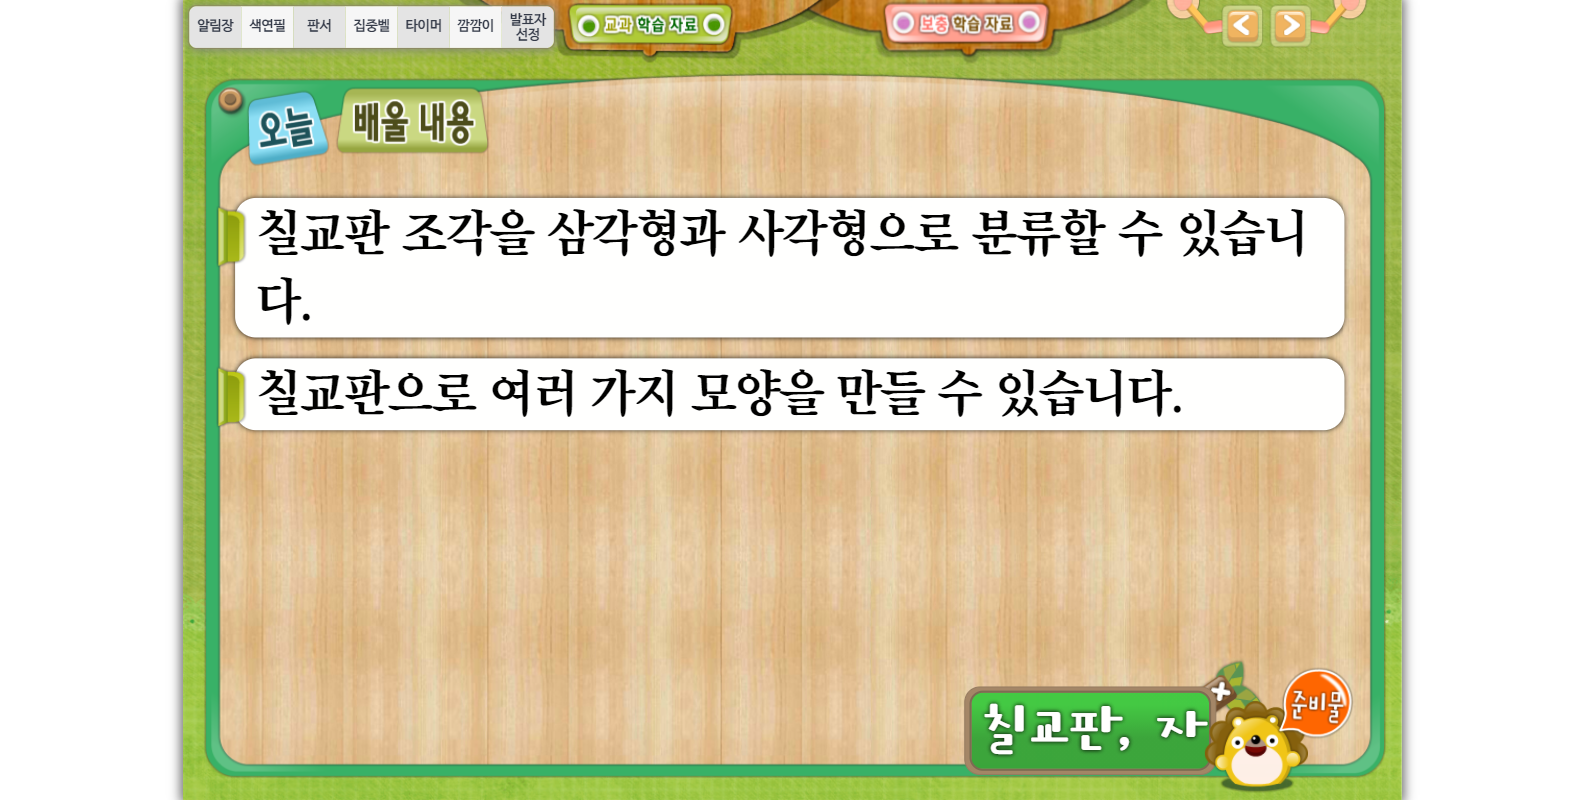 알림장 색연필 판서 집중벨 타이머 깜깜이 발표자
선정
교과 학습 자료
보충 학습 자료
오늘 배울 내용
칠교판 조각을 삼각형과 사각형으로 분류할 수 있습니
다.
칠교판으로 여러 가지 모양을 만들 수 있습니다.
준비물
칠교판, 자